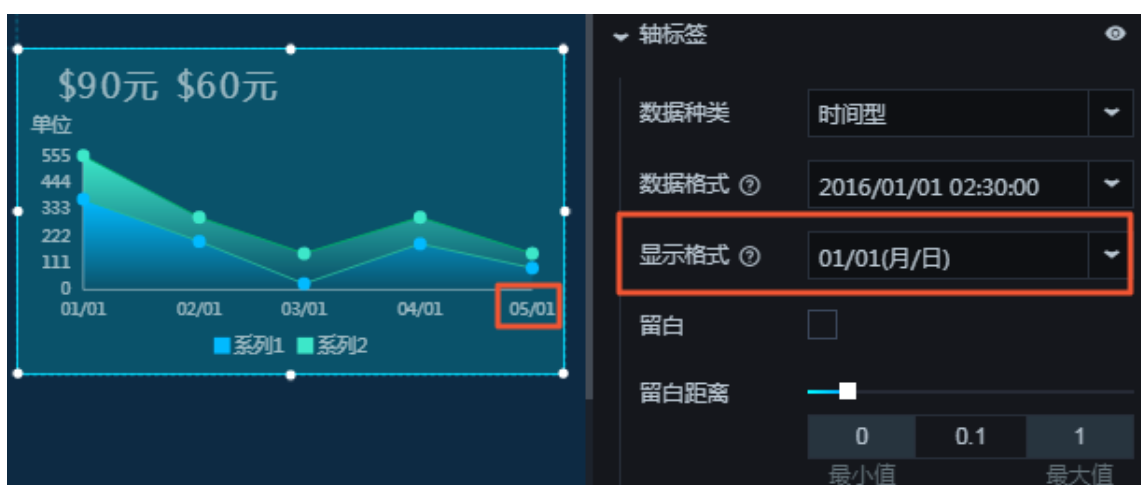 $90元 $60元
单位
555
444
333
222
111
0
01/01 02/01 03/01 04/01 05/01
系列1 系列2
轴标签
数据种类 时间型
数据格式 2016/01/01 02:30:00
显示格式 01/01(月/日)
留白
留白距离
0 0.1 1
最小值 最大值